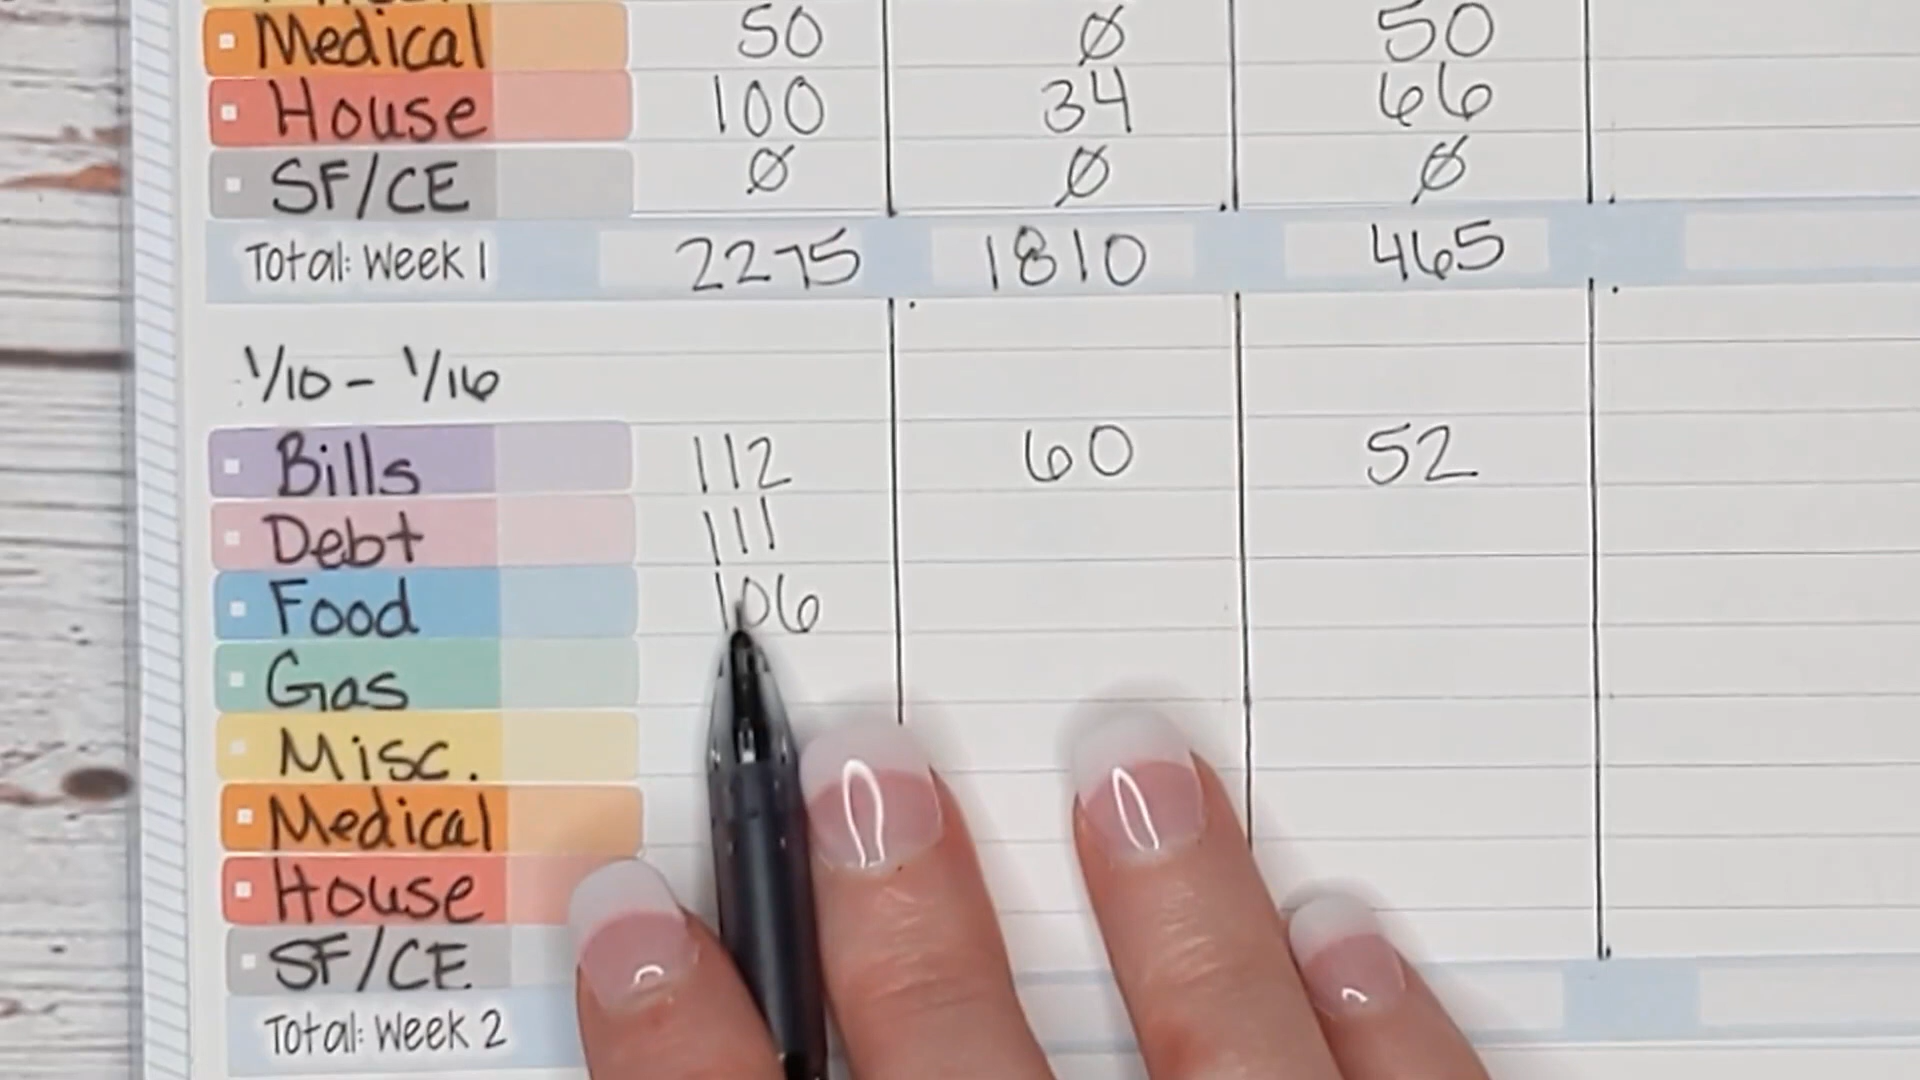 Medical 50 ∅ 50
House 100 34 66
SF/CE ∅ ∅ ∅
Total: Week 1 2275 1810 465
1/10 - 1/16
Bills 112 60 52
Debt 111
Food 106
Gas
Misc.
Medical
House
SF/CE
Total: Week 2